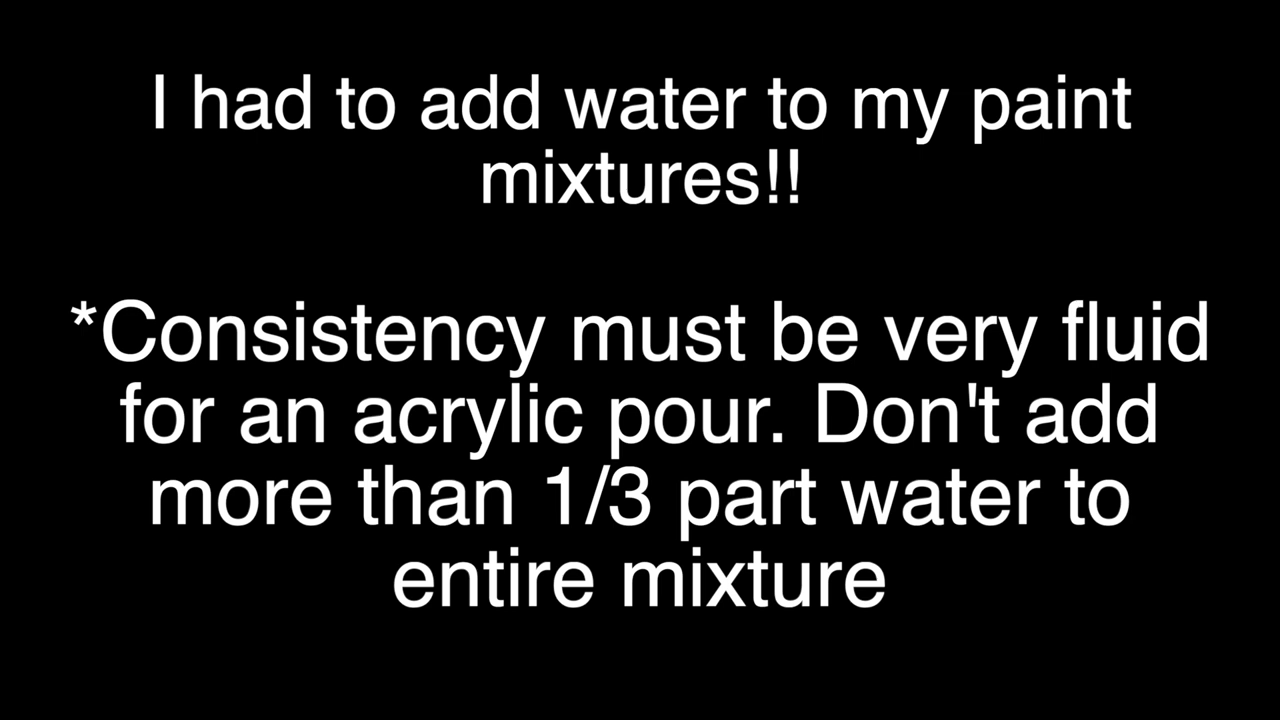 I had to add water to my paint
mixtures!!
*Consistency must be very fluid
for an acrylic pour. Don't add
more than 1/3 part water to
entire mixture